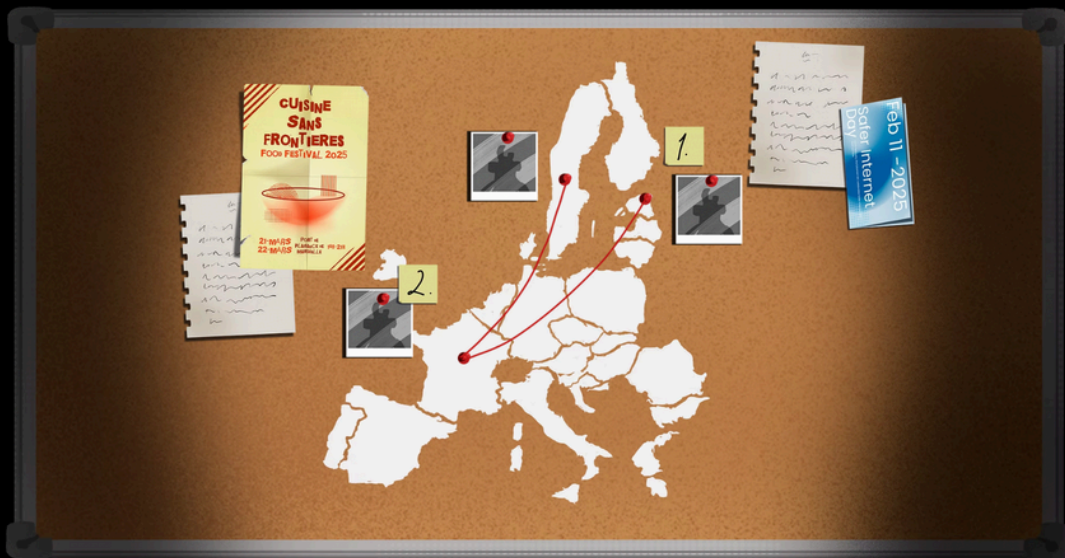 CUISINE
SANS
FRONTIERES
FOOD FESTIVAL 2025
21 MARS
22 MARS
1.
2.
Feb 11 - 2025
Safer Internet
Day